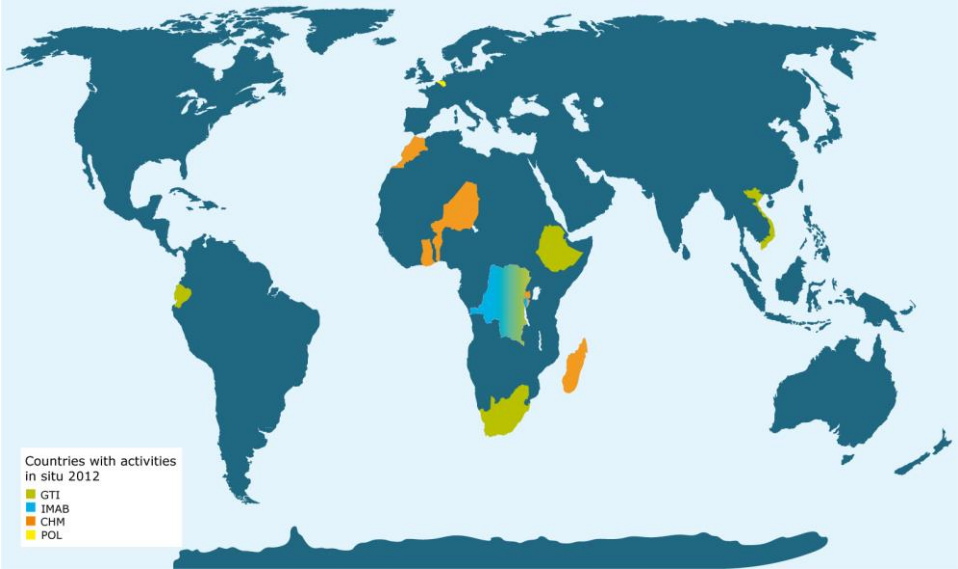 Countries with activities
in situ 2012
GTI
IMAB
CHM
POL